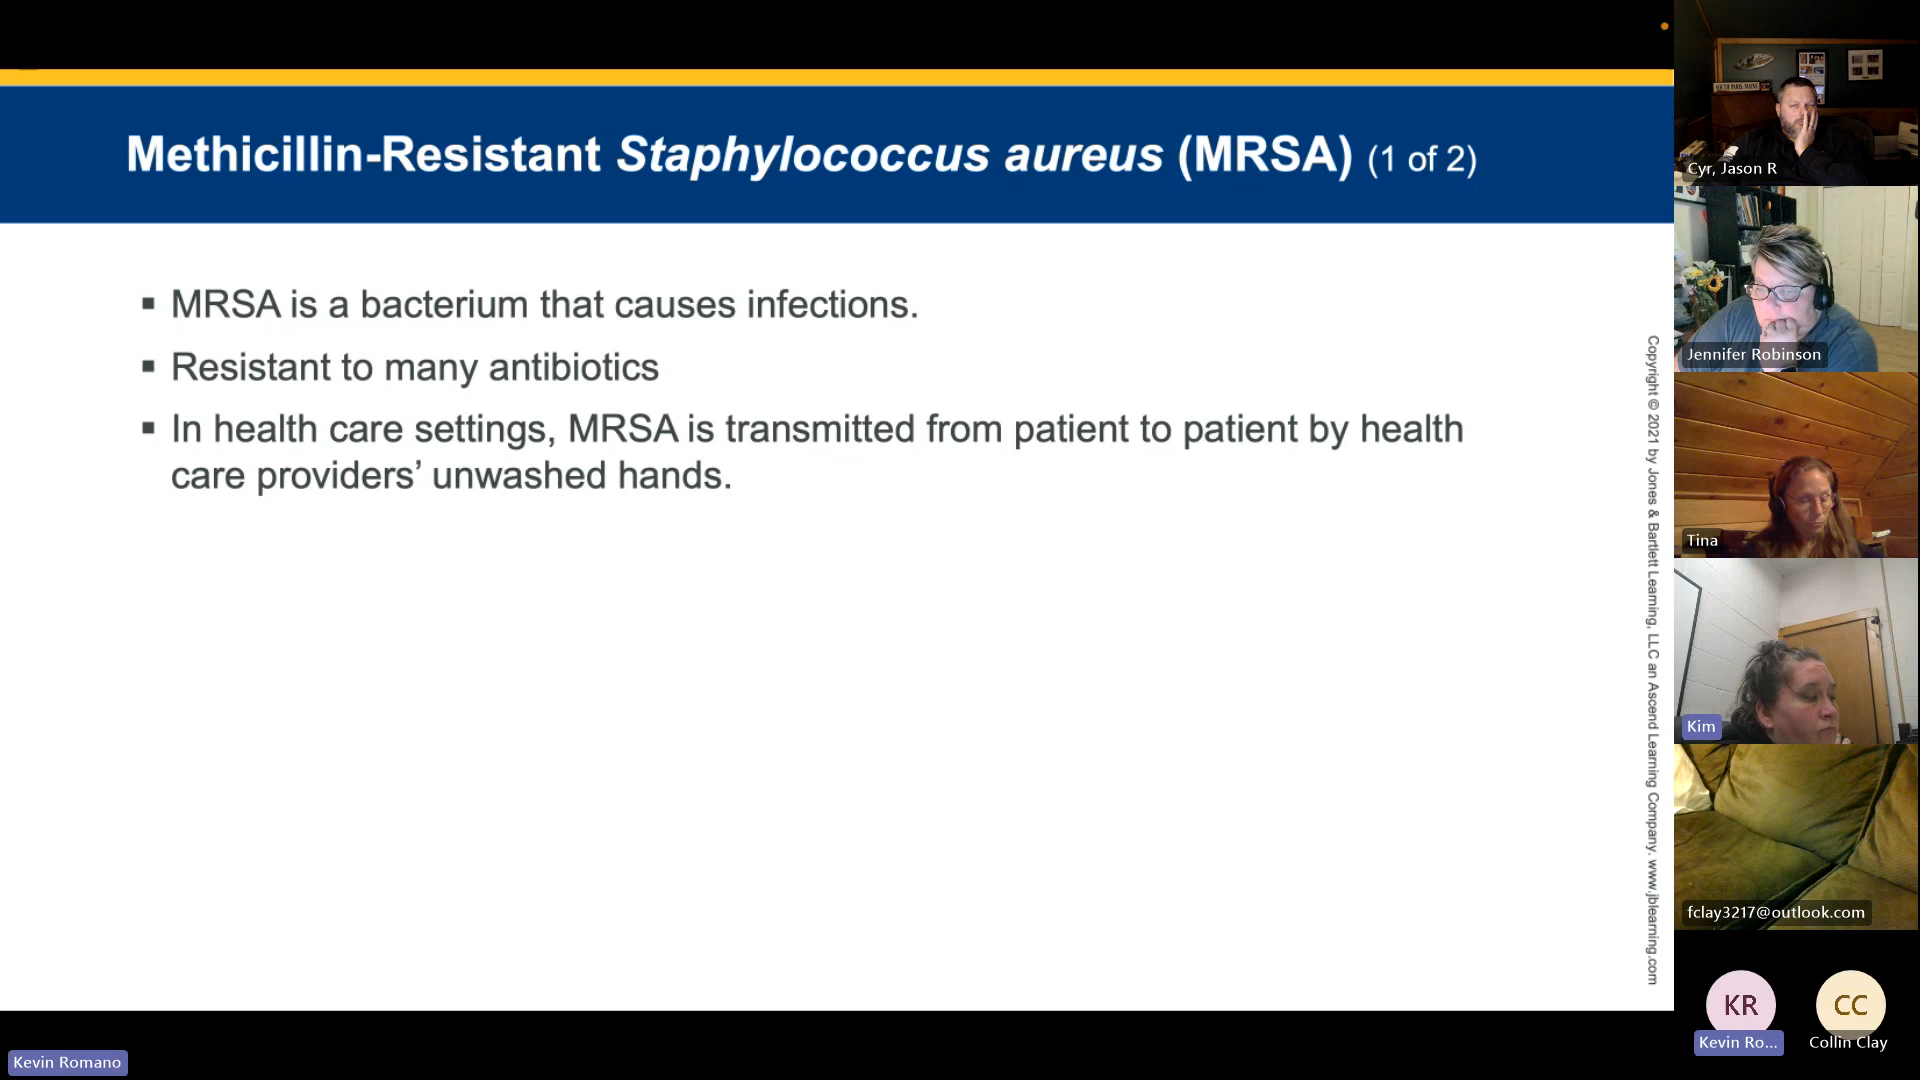 Methicillin-Resistant Staphylococcus aureus (MRSA) (1 of 2)
▪ MRSA is a bacterium that causes infections.
▪ Resistant to many antibiotics
▪ In health care settings, MRSA is transmitted from patient to patient by health
care providers’ unwashed hands.
Copyright © 2021 by Jones & Bartlett Learning, LLC an Ascend Learning Company. www.jblearning.com
SOUTH PARIS, MAINE
Cyr, Jason R
Jennifer Robinson
Tina
Kim
fclay3217@outlook.com
KR
CC
Kevin Ro...
Collin Clay
Kevin Romano